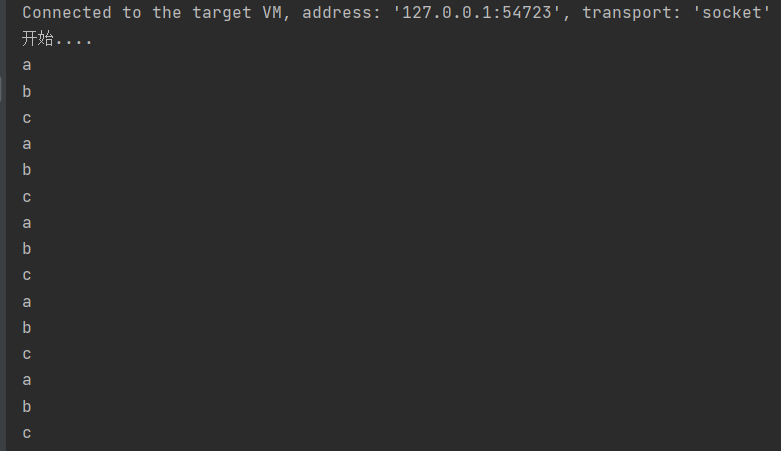 Connected to the target VM, address: '127.0.0.1:54723', transport: 'socket'
开始....
a
b
c
a
b
c
a
b
c
a
b
c
a
b
c